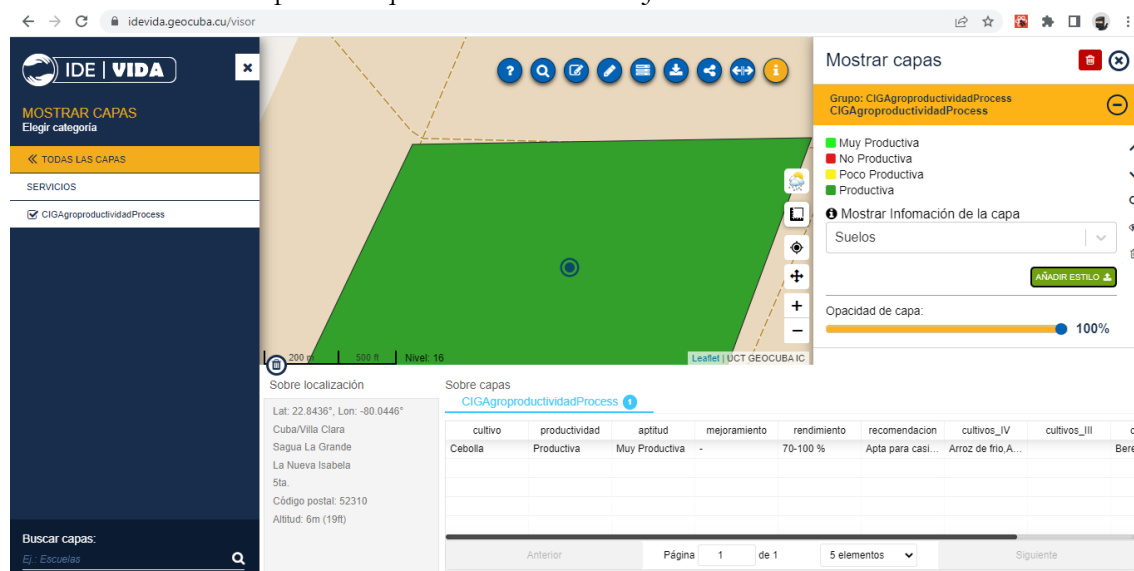 idevida.geocuba.cu/visor
IDE | VIDA
×
MOSTRAR CAPAS
Elegir categoría
TODAS LAS CAPAS
SERVICIOS
CIGAgroproductividadProcess
Buscar capas:
Ej.: Escuelas
?
i
200 m
500 ft
Nivel: 16
+
−
Leaflet | UCT GEOCUBA IC
Mostrar capas
Grupo: CIGAgroproductividadProcess
CIGAgroproductividadProcess
Muy Productiva
No Productiva
Poco Productiva
Productiva
Mostrar Infomación de la capa
Suelos
AÑADIR ESTILO
Opacidad de capa:
100%
Sobre localización
Lat: 22.8436°, Lon: -80.0446°
Cuba/Villa Clara
Sagua La Grande
La Nueva Isabela
5ta.
Código postal: 52310
Altitud: 6m (19ft)
Sobre capas
CIGAgroproductividadProcess 1
cultivo productividad aptitud mejoramiento rendimiento recomendacion cultivos_IV cultivos_III
Cebolla Productiva Muy Productiva - 70-100 % Apta para casi... Arroz de frio,A... Bere
Anterior Página 1 de 1 5 elementos Siguiente